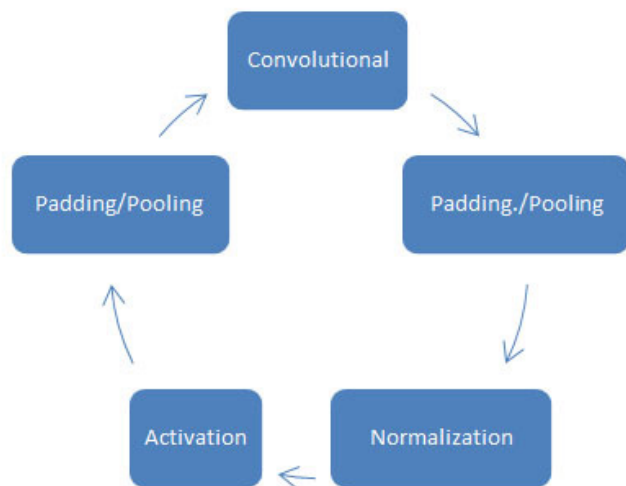 Convolutional
Padding/Pooling
Padding./Pooling
Activation
Normalization